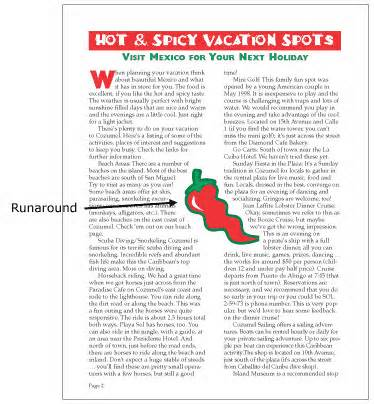 HOT & SPICY VACATION SPOTS
VISIT MEXICO FOR YOUR NEXT HOLIDAY
When planning your vacation think
about beautiful Mexico and what
it has in store for you. The food is
excellent, if you like the hot and spicy taste.
The weather is usually perfect with bright
sunshine filled days that are nice and warm
and the evenings are a little cool. Just right
for a light jacket.
There's plenty to do on your vacation
to Cozumel. Here's a listing of some of the
activities, places of interest and suggestions
to keep you busy. Check the links for
further information.
Beach Areas: There are a number of
beaches on the island. Most of the best
beaches are south of San Miguel.
Try to visit as many as you can!
Some beach areas offer jet skis,
parasailing, snorkeling,
(monkeys, alligators, etc.). There
are also beaches on the east coast of
Cozumel. Check 'em out on our beach
page.
Scuba Diving/Snorkeling Cozumel is
famous for its terrific scuba diving and
snorkeling. Incredible reefs and abundant
fish life make this the Caribbean's top
diving area. More on diving.
Horseback riding. We had a great time
when we got horses just across from the
Paradise Cafe on Cozumel's east coast and
rode to the lighthouse. You ran ride along
the dirt road or along the beach. This was
a fun outing and the horses were quite
responsive. The ride is about 2.5 hours total
both ways. Playa Sol has horses, too. You
can also ride in the jungle, with a guide, at
an area near the Presidente Hotel. And
north of town, just before the road ends,
there are horses to ride along the beach and
inland. Don't expect a huge stable of steeds
...you'll find these are pretty small opera-
tions with a few horses, but still a good
time!
Mini Golf This family fun spot was
opened by a young American couple in
May 1998. It is inexpensive to play and the
course is challenging with traps and lots of
water. We would recommend you play in
the evening and take advantage of the cool
breezes. Located on 15th Avenue and Calle
1 (if you find the water tower, you can't
miss the mini golf), it's just across the street
from the Diamond Cafe Bakery.
Go Carts: South of town near the La
Ceiba Hotel. We haven't tried these yet.
Sunday Fiesta in the Plaza: It's a Sunday
tradition in Cozumel for locals to gather in
the central plaza for live music, food and
fun. Locals, dressed in their best, converge on
the plaza for an evening of dancing and
socializing. Gringos are welcome, too!
Jean Lafitte Lobster Dinner Cruise:
Okay, sometimes we refer to this as
the Booze Cruise, but maybe
we've got the wrong impression.
This is an evening on
a pirate's ship with a full
lobster dinner, all you can
drink, live music, games, prizes, dancing...
the works for around $50 per person (chil-
dren 12 and under pay half price). Cruise
departs from Puerto de Abrigo at 7:05 (this
is just north of town). Reservations are
necessary, and we recommend that you do
so early in your trip or you could be SOL.
This is very pop-
ular, but we'd love to hear some feedback
on the dinner cruise!
Cozumel Sailing offers a sailing adven-
ture. Boats can be rented hourly or daily for
your private sailing adventure. Up to six peo-
ple per boat can experience this Caribbean
activity. The shop is located on 10th Avenue,
just south of the plaza (it's across the street
from Caballito del Caribe dive shop).
Island Museum is a recommended stop
Runaround
Page 2